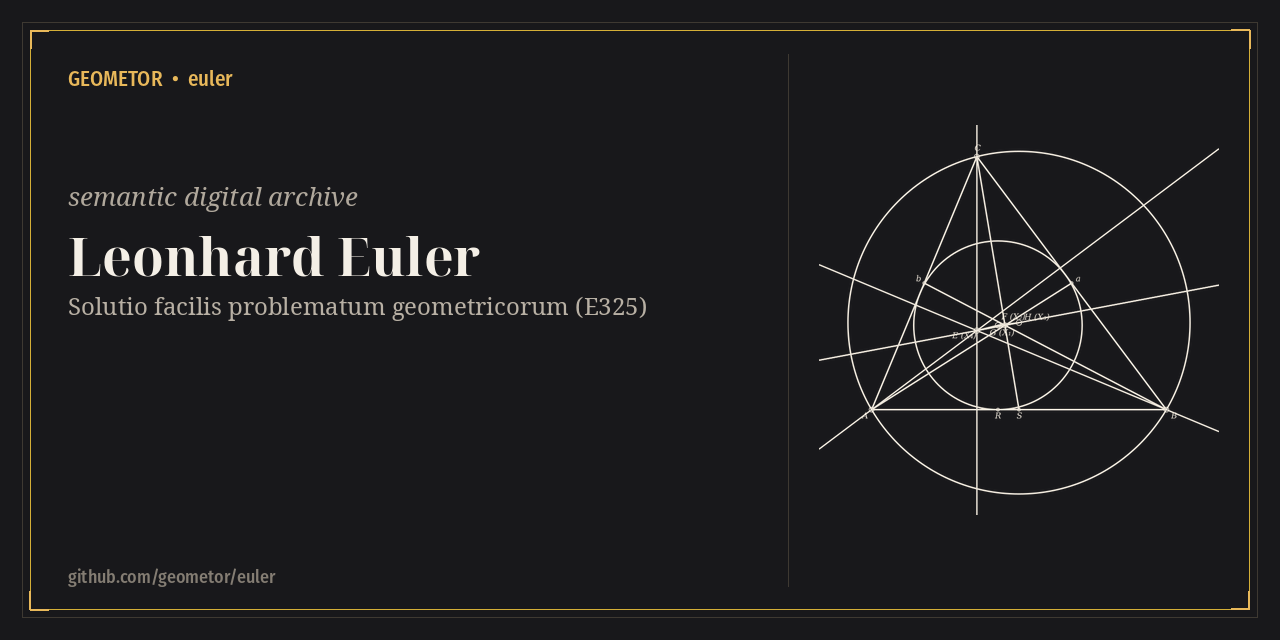 GEOMETOR • euler
semantic digital archive
Leonhard Euler
Solutio facilis problematum geometricorum (E325)
github.com/geometor/euler
C
b
a
A
R
S
B